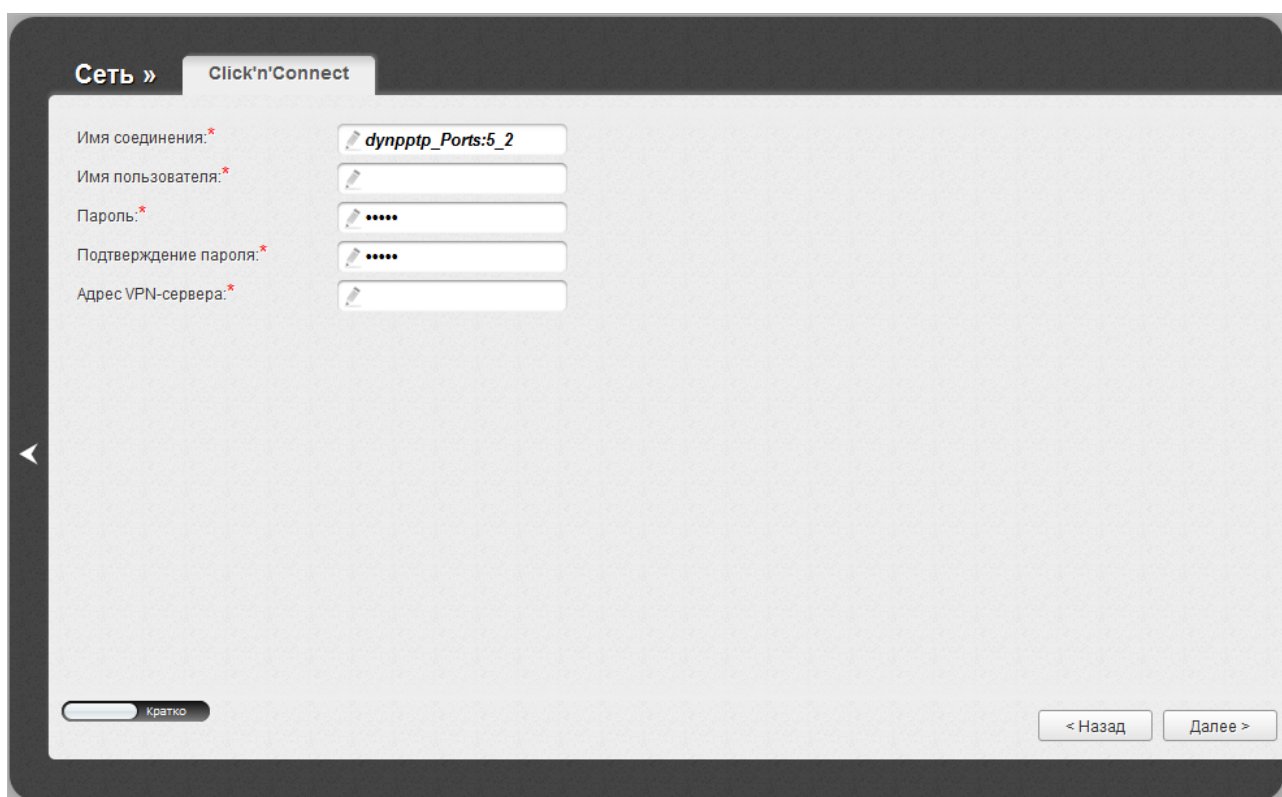 Сеть » Click'n'Connect
Имя соединения:* dynpptp_Ports:5_2
Имя пользователя:*
Пароль:* •••••
Подтверждение пароля:* •••••
Адрес VPN-сервера:*
Кратко
< Назад Далее >